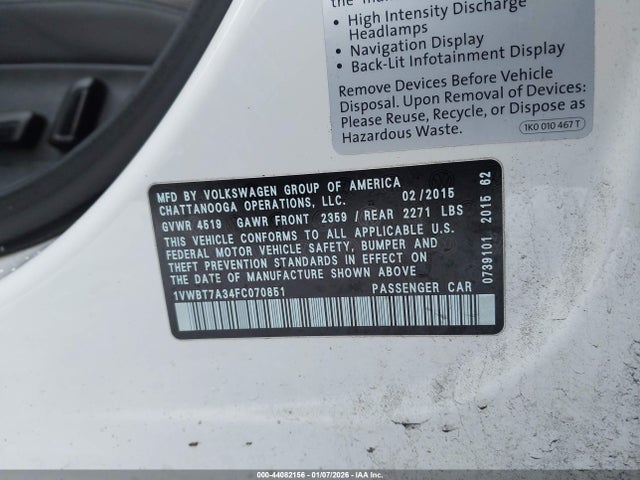 the "ma
• High Intensity Discharge
Headlamps
• Navigation Display
• Back-Lit Infotainment Display
Remove Devices Before Vehicle
Disposal. Upon Removal of Devices:
Please Reuse, Recycle, or Dispose as
Hazardous Waste.
1K0 010 467 T
MFD BY VOLKSWAGEN GROUP OF AMERICA
CHATTANOOGA OPERATIONS, LLC. 02/2015
GVWR 4519 GAWR FRONT 2359 / REAR 2271 LBS
THIS VEHICLE CONFORMS TO ALL APPLICABLE U.S.
FEDERAL MOTOR VEHICLE SAFETY, BUMPER AND
THEFT PREVENTION STANDARDS IN EFFECT ON
THE DATE OF MANUFACTURE SHOWN ABOVE
1VWBT7A34FC070851 PASSENGER CAR
0739101 2015 62
000-44082156 - 01/07/2026 - IAA Inc.